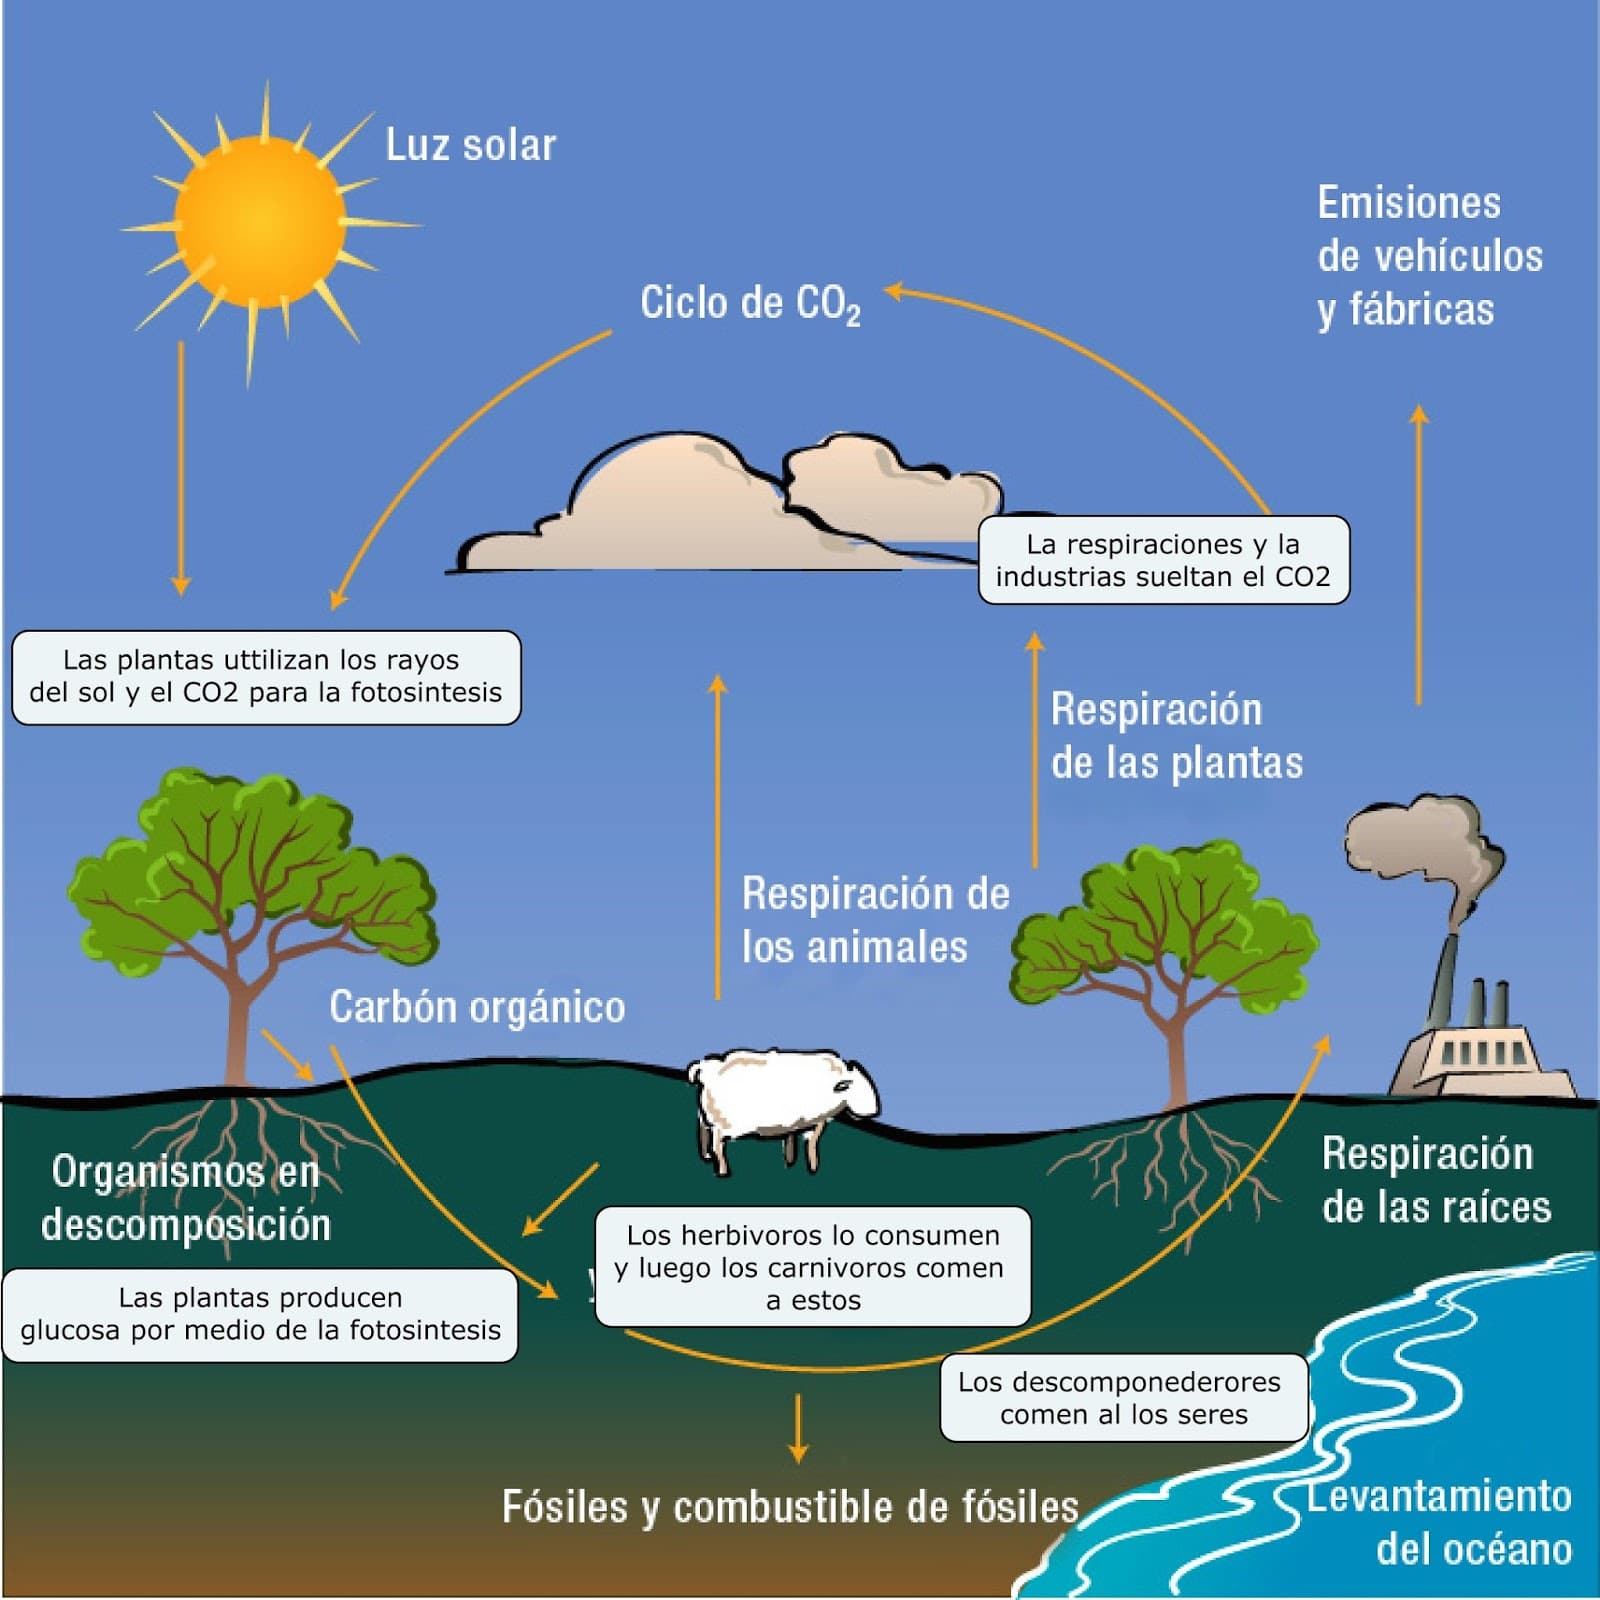 Luz solar
Emisiones
de vehículos
y fábricas
Ciclo de CO₂
La respiraciones y la
industrias sueltan el CO2
Las plantas uttilizan los rayos
del sol y el CO2 para la fotosintesis
Respiración
de las plantas
Respiración de
los animales
Carbón orgánico
Organismos en
descomposición
Respiración
de las raíces
Los herbivoros lo consumen
y luego los carnivoros comen
a estos
Las plantas producen
glucosa por medio de la fotosintesis
Los descomponederores
comen al los seres
Fósiles y combustible de fósiles
Levantamiento
del océano